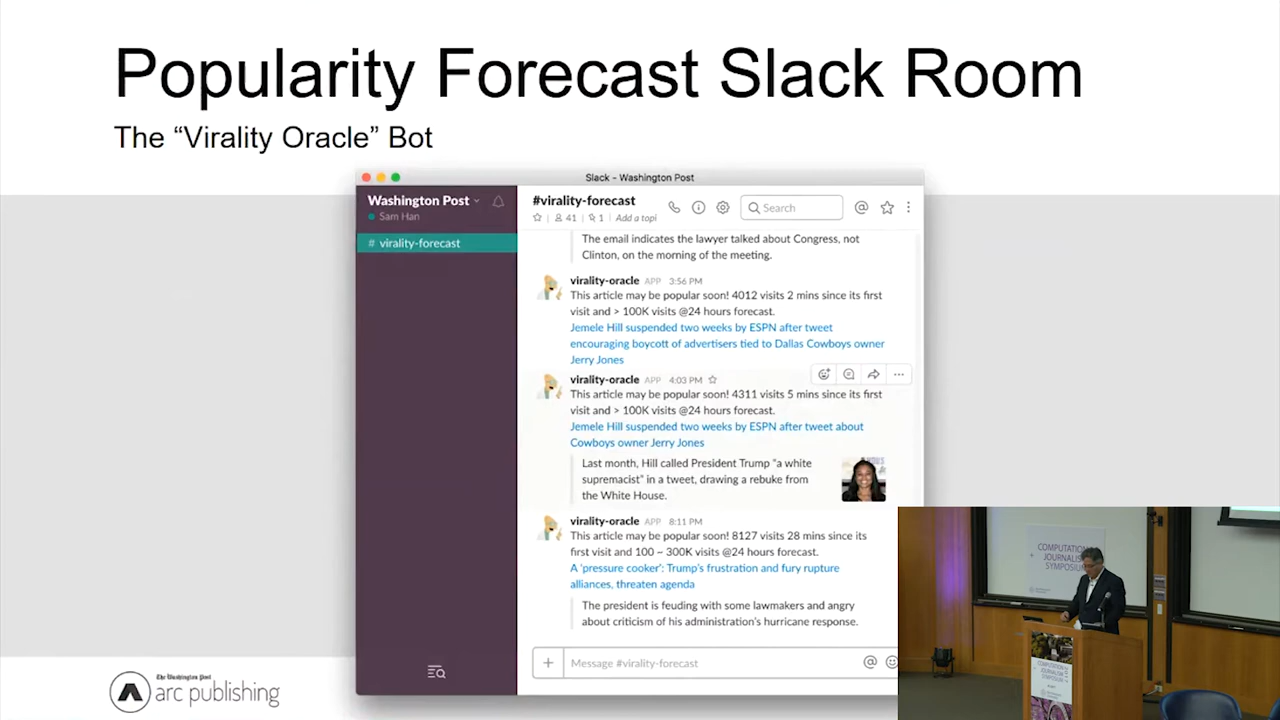 Popularity Forecast Slack Room
The “Virality Oracle” Bot
Slack - Washington Post
Washington Post
Sam Han
# virality-forecast
#virality-forecast
41
1
Add a topi
Search
The email indicates the lawyer talked about Congress, not
Clinton, on the morning of the meeting.
virality-oracle APP 3:56 PM
This article may be popular soon! 4012 visits 2 mins since its first
visit and > 100K visits @24 hours forecast.
Jemele Hill suspended two weeks by ESPN after tweet
encouraging boycott of advertisers tied to Dallas Cowboys owner
Jerry Jones
virality-oracle APP 4:03 PM
This article may be popular soon! 4311 visits 5 mins since its first
visit and > 100K visits @24 hours forecast.
Jemele Hill suspended two weeks by ESPN after tweet about
Cowboys owner Jerry Jones
Last month, Hill called President Trump “a white
supremacist” in a tweet, drawing a rebuke from
the White House.
virality-oracle APP 8:11 PM
This article may be popular soon! 8127 visits 28 mins since its
first visit and 100 ~ 300K visits @24 hours forecast.
A ‘pressure cooker’: Trump’s frustration and fury rupture
alliances, threaten agenda
The president is feuding with some lawmakers and angry
about criticism of his administration’s hurricane response.
Message #virality-forecast
The Washington Post
arc publishing
COMPUTATION
JOURNALISM
SYMPOSIUM